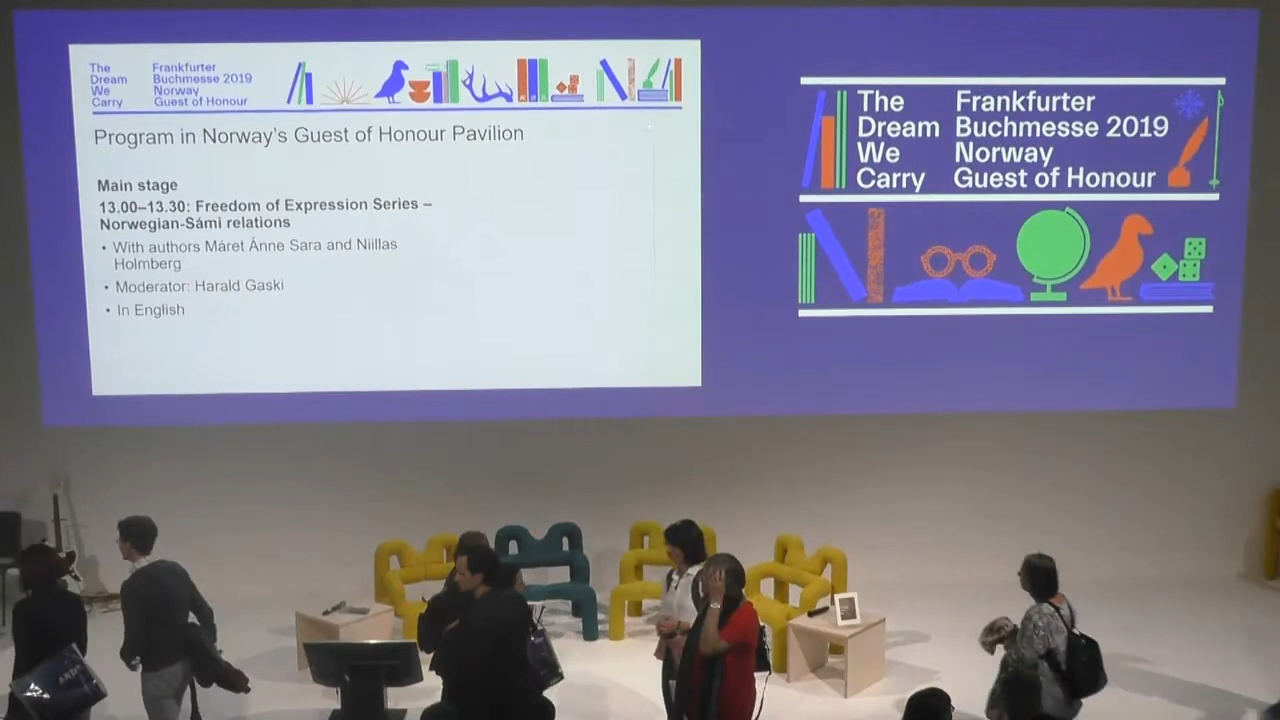 The
Dream
We
Carry
Frankfurter
Buchmesse 2019
Norway
Guest of Honour
Program in Norway's Guest of Honour Pavilion
Main stage
13.00–13.30: Freedom of Expression Series –
Norwegian-Sámi relations
• With authors Máret Ánne Sara and Niillas
Holmberg
• Moderator: Harald Gaski
• In English
The
Dream
We
Carry
Frankfurter
Buchmesse 2019
Norway
Guest of Honour